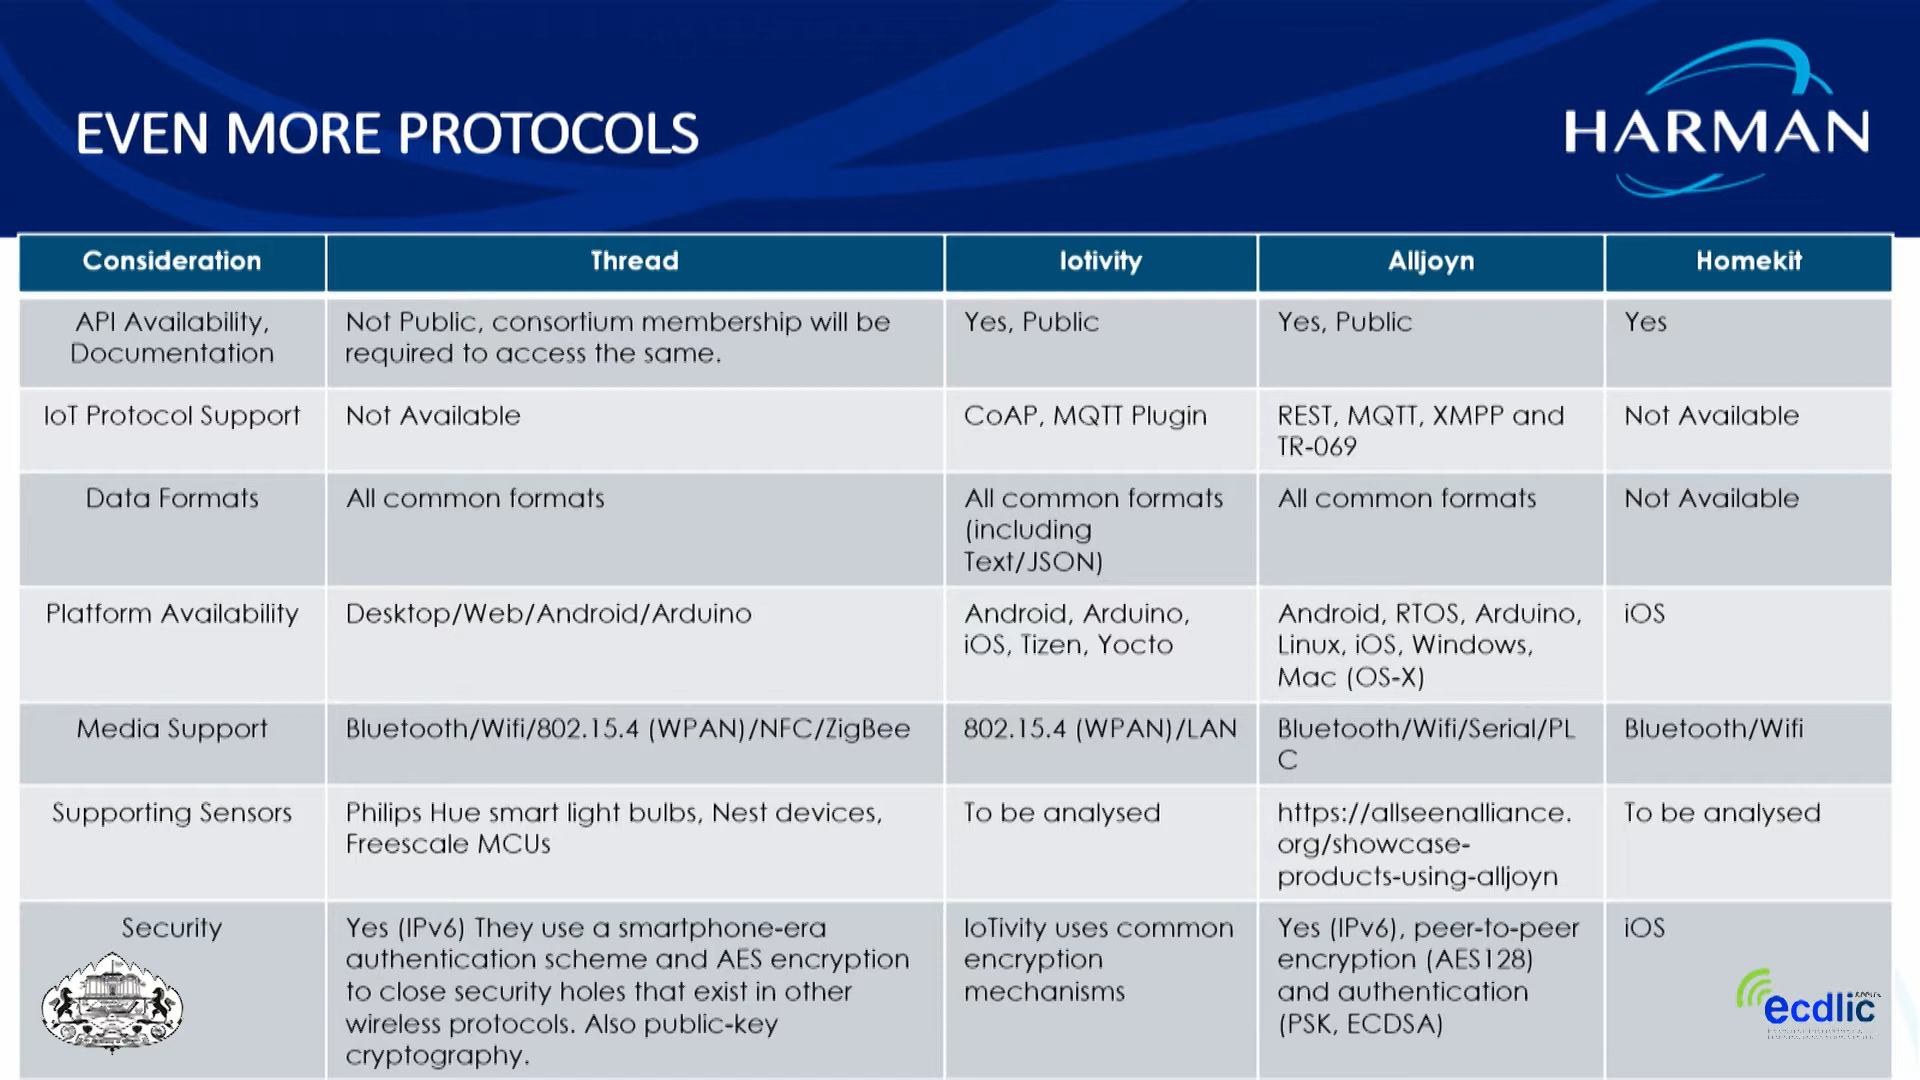 EVEN MORE PROTOCOLS
HARMAN
Consideration
Thread
Iotivity
Alljoyn
Homekit
API Availability,
Documentation
Not Public, consortium membership will be
required to access the same.
Yes, Public
Yes, Public
Yes
IoT Protocol Support
Not Available
CoAP, MQTT Plugin
REST, MQTT, XMPP and
TR-069
Not Available
Data Formats
All common formats
All common formats
(including
Text/JSON)
All common formats
Not Available
Platform Availability
Desktop/Web/Android/Arduino
Android, Arduino,
iOS, Tizen, Yocto
Android, RTOS, Arduino,
Linux, iOS, Windows,
Mac (OS-X)
iOS
Media Support
Bluetooth/Wifi/802.15.4 (WPAN)/NFC/ZigBee
802.15.4 (WPAN)/LAN
Bluetooth/Wifi/Serial/PL
C
Bluetooth/Wifi
Supporting Sensors
Philips Hue smart light bulbs, Nest devices,
Freescale MCUs
To be analysed
https://allseenalliance.
org/showcase-
products-using-alljoyn
To be analysed
Security
Yes (IPv6) They use a smartphone-era
authentication scheme and AES encryption
to close security holes that exist in other
wireless protocols. Also public-key
cryptography.
IoTivity uses common
encryption
mechanisms
Yes (IPv6), peer-to-peer
encryption (AES128)
and authentication
(PSK, ECDSA)
iOS
ecdlic